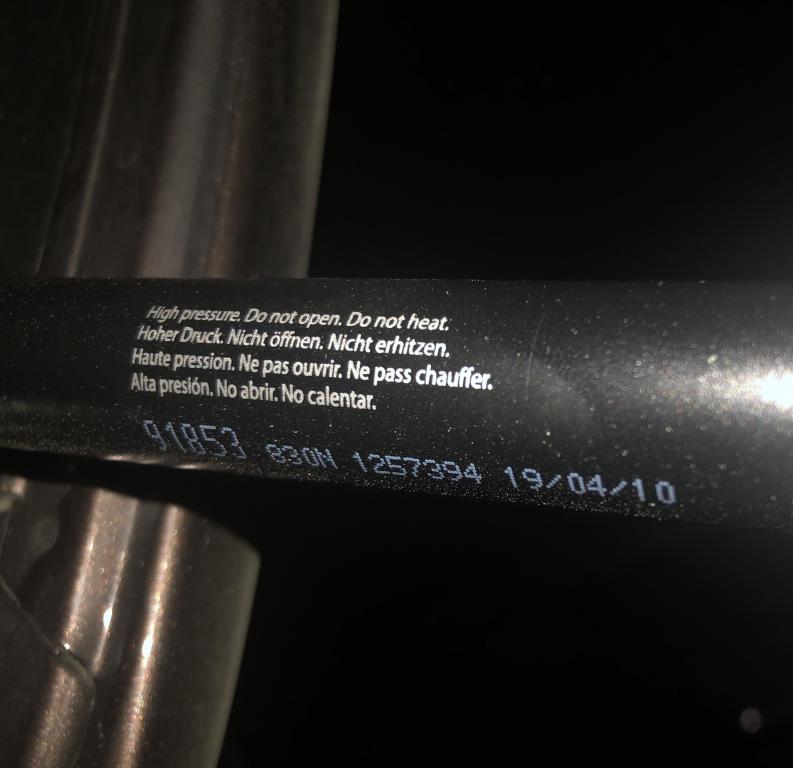 High pressure. Do not open. Do not heat.
Hoher Druck. Nicht öffnen. Nicht erhitzen.
Haute pression. Ne pas ouvrir. Ne pass chauffer.
Alta presión. No abrir. No calentar.
91853 830N 1257394 19/04/10